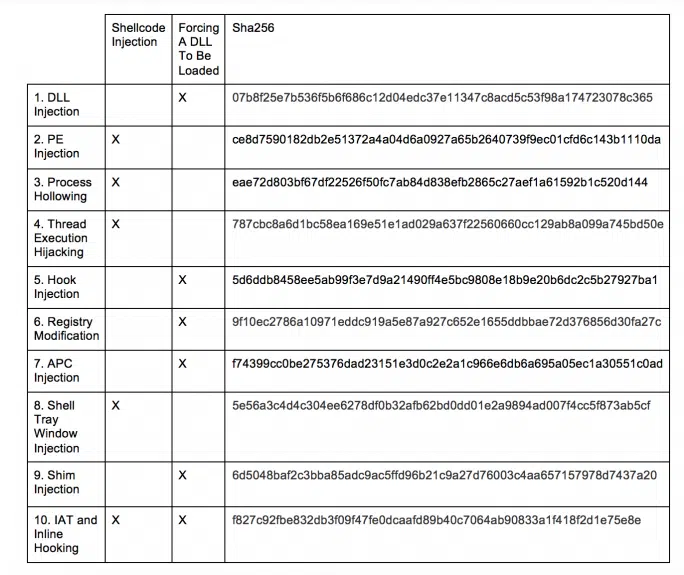 Shellcode Injection
Forcing A DLL To Be Loaded
Sha256
1. DLL Injection
X
07b8f25e7b536f5b6f686c12d04edc37e11347c8acd5c53f98a174723078c365
2. PE Injection
X
ce8d7590182db2e51372a4a04d6a0927a65b2640739f9ec01cfd6c143b1110da
3. Process Hollowing
X
eae72d803bf67df22526f50fc7ab84d838efb2865c27aef1a61592b1c520d144
4. Thread Execution Hijacking
X
787cbc8a6d1bc58ea169e51e1ad029a637f22560660cc129ab8a099a745bd50e
5. Hook Injection
X
5d6ddb8458ee5ab99f3e7d9a21490ff4e5bc9808e18b9e20b6dc2c5b27927ba1
6. Registry Modification
X
9f10ec2786a10971eddc919a5e87a927c652e1655ddbbae72d376856d30fa27c
7. APC Injection
X
f74399cc0be275376dad23151e3d0c2e2a1c966e6db6a695a05ec1a30551c0ad
8. Shell Tray Window Injection
X
5e56a3c4d4c304ee6278df0b32afb62bd0dd01e2a9894ad007f4cc5f873ab5cf
9. Shim Injection
X
6d5048baf2c3bba85adc9ac5ffd96b21c9a27d76003c4aa657157978d7437a20
10. IAT and Inline Hooking
X
X
f827c92fbe832db3f09f47fe0dcaafd89b40c7064ab90833a1f418f2d1e75e8e